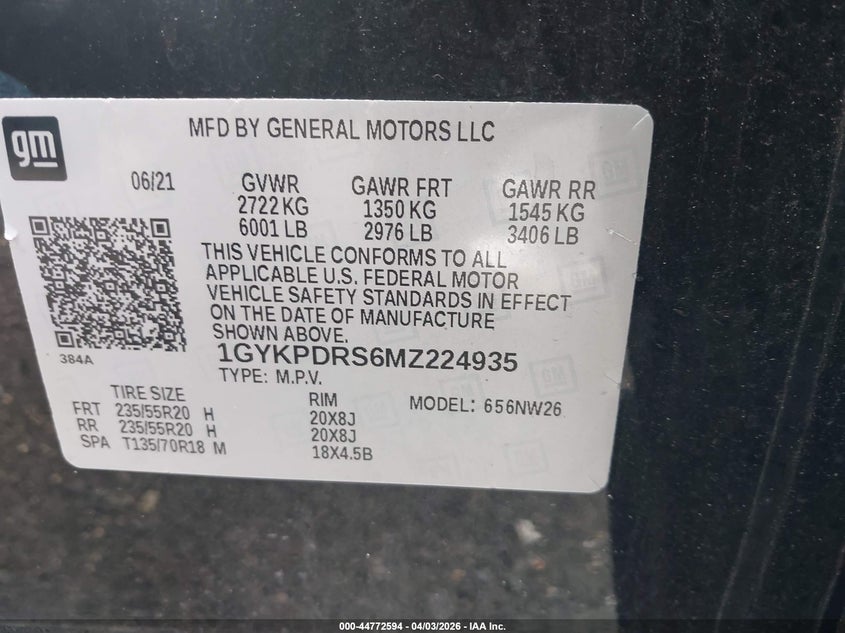 gm
MFD BY GENERAL MOTORS LLC
06/21 GVWR GAWR FRT GAWR RR
2722 KG 1350 KG 1545 KG
6001 LB 2976 LB 3406 LB
THIS VEHICLE CONFORMS TO ALL
APPLICABLE U.S. FEDERAL MOTOR
VEHICLE SAFETY STANDARDS IN EFFECT
ON THE DATE OF MANUFACTURE
SHOWN ABOVE.
384A
1GYKPDRS6MZ224935
TYPE: M.P.V.
TIRE SIZE RIM MODEL: 656NW26
FRT 235/55R20 H 20X8J
RR 235/55R20 H 20X8J
SPA T135/70R18 M 18X4.5B
000-44772594 - 04/03/2026 - IAA Inc.